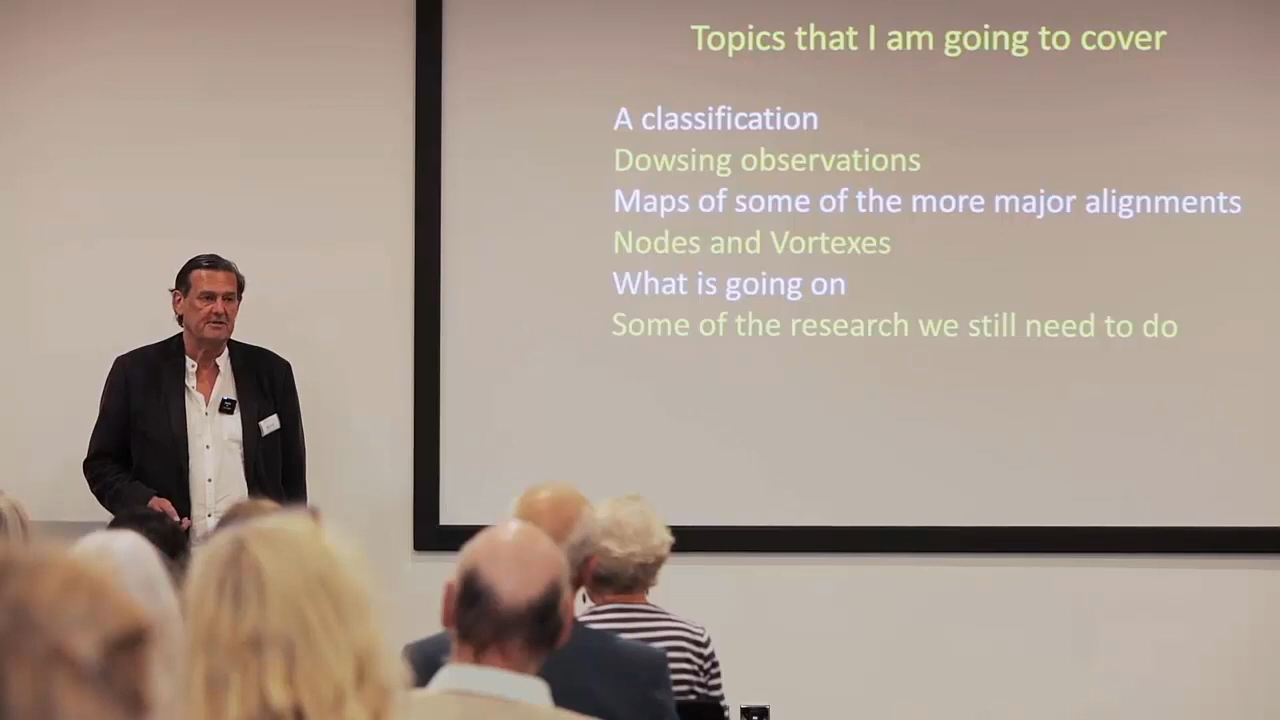 Topics that I am going to cover
A classification
Dowsing observations
Maps of some of the more major alignments
Nodes and Vortexes
What is going on
Some of the research we still need to do